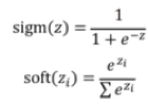 sigm(z) = 1 / (1 + e^{-z})
soft(z_i) = e^{z_i} / Σ e^{z_i}